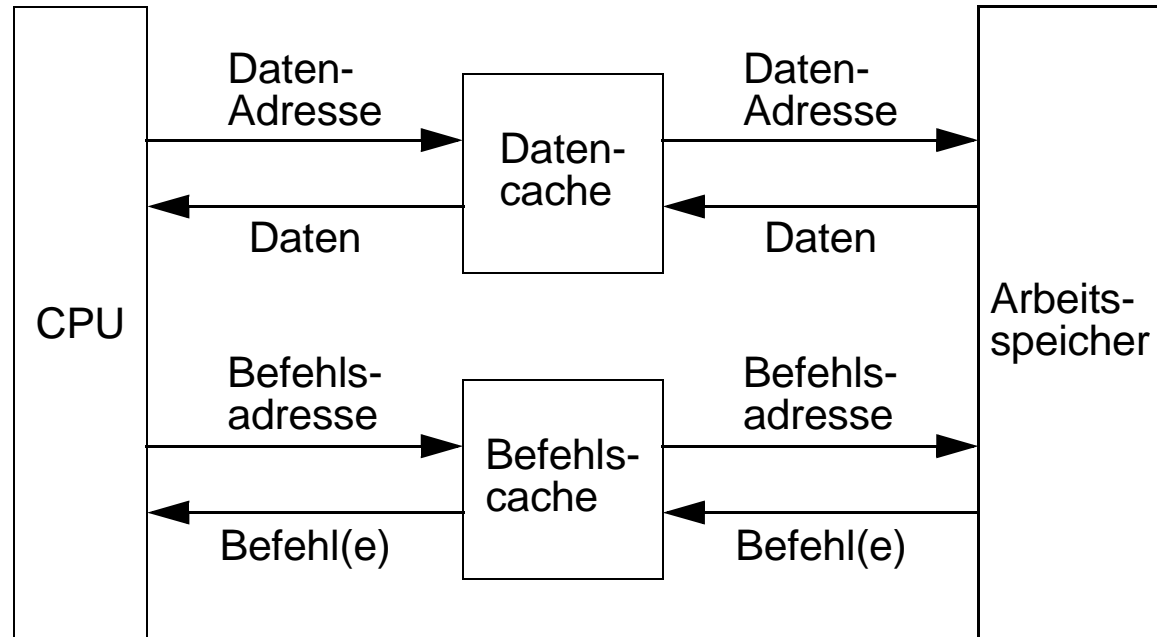 Daten-
Adresse
Daten-
Adresse
Daten-
cache
Daten
Daten
CPU
Arbeits-
speicher
Befehls-
adresse
Befehls-
adresse
Befehls-
cache
Befehl(e)
Befehl(e)